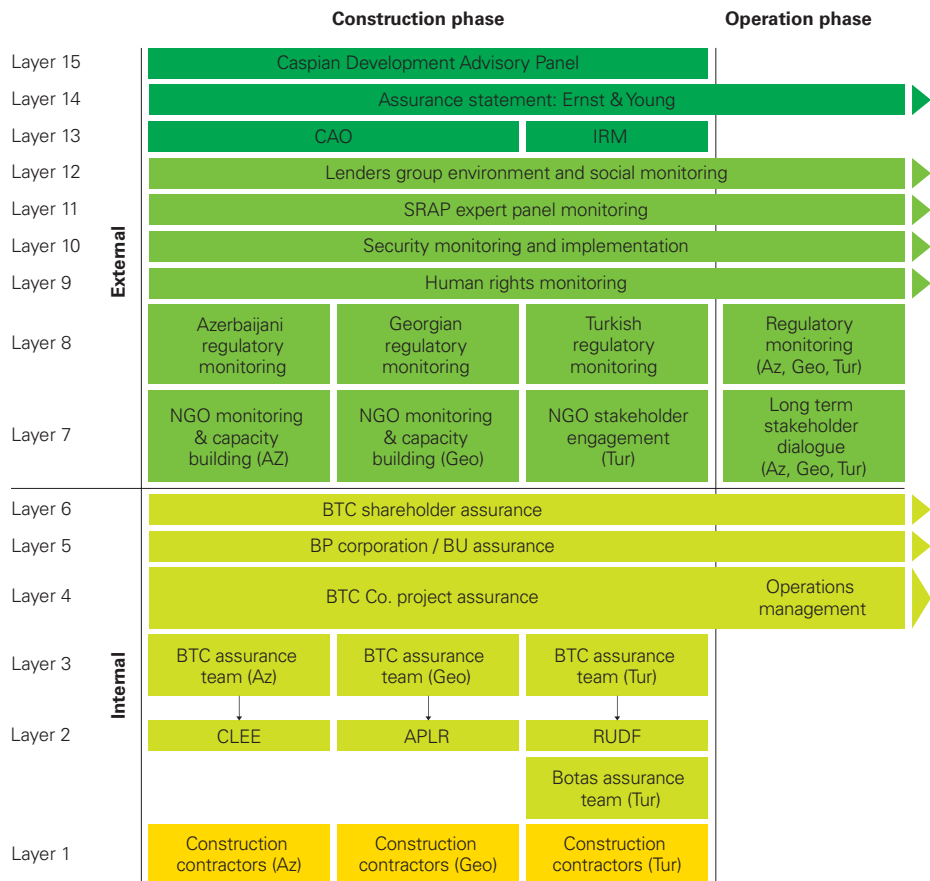 Construction phase
Operation phase
Layer 15
Caspian Development Advisory Panel
Layer 14
Assurance statement: Ernst & Young
Layer 13
CAO
IRM
Layer 12
Lenders group environment and social monitoring
Layer 11
SRAP expert panel monitoring
Layer 10
Security monitoring and implementation
Layer 9
Human rights monitoring
External
Layer 8
Azerbaijani
regulatory
monitoring
Georgian
regulatory
monitoring
Turkish
regulatory
monitoring
Regulatory
monitoring
(Az, Geo, Tur)
Layer 7
NGO monitoring
& capacity
building (AZ)
NGO monitoring
& capacity
building (Geo)
NGO stakeholder
engagement
(Tur)
Long term
stakeholder
dialogue
(Az, Geo, Tur)
Layer 6
BTC shareholder assurance
Layer 5
BP corporation / BU assurance
Layer 4
BTC Co. project assurance
Operations
management
Internal
Layer 3
BTC assurance
team (Az)
BTC assurance
team (Geo)
BTC assurance
team (Tur)
Layer 2
CLEE
APLR
RUDF
Botas assurance
team (Tur)
Layer 1
Construction
contractors (Az)
Construction
contractors (Geo)
Construction
contractors (Tur)